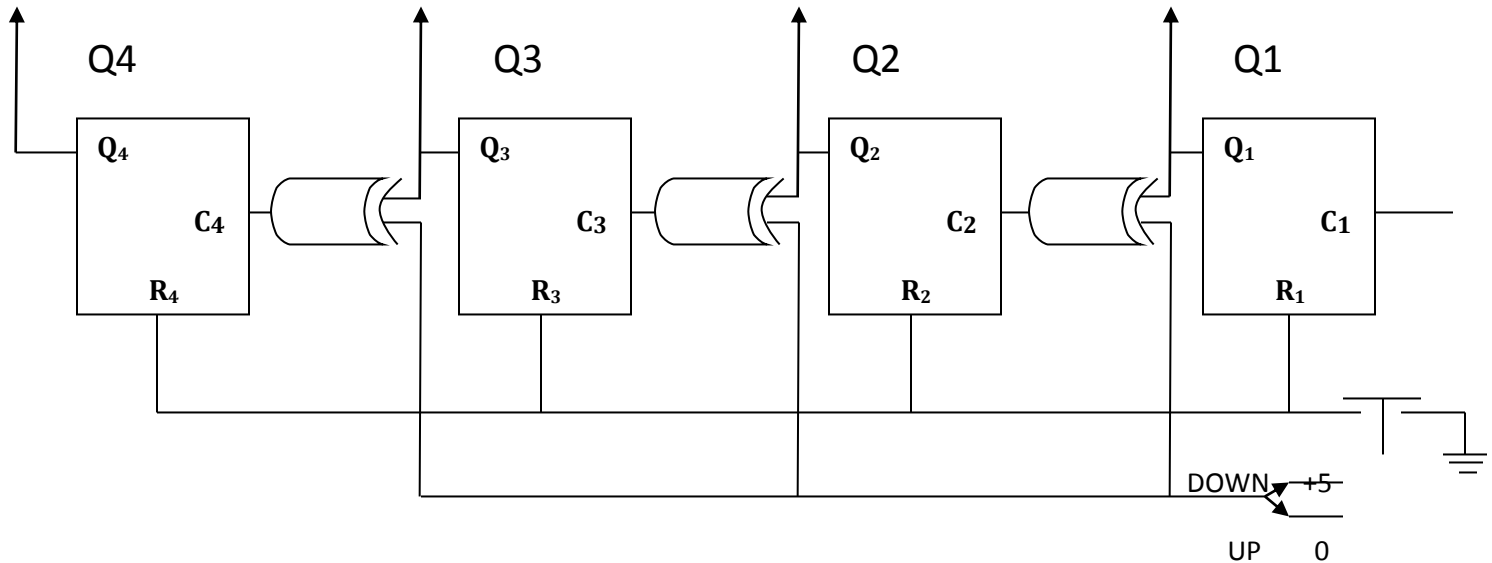 Q4 Q3 Q2 Q1
Q₄ Q₃ Q₂ Q₁
C4 C3 C2 C1
R₄ R₃ R₂ R₁
DOWN +5
UP 0